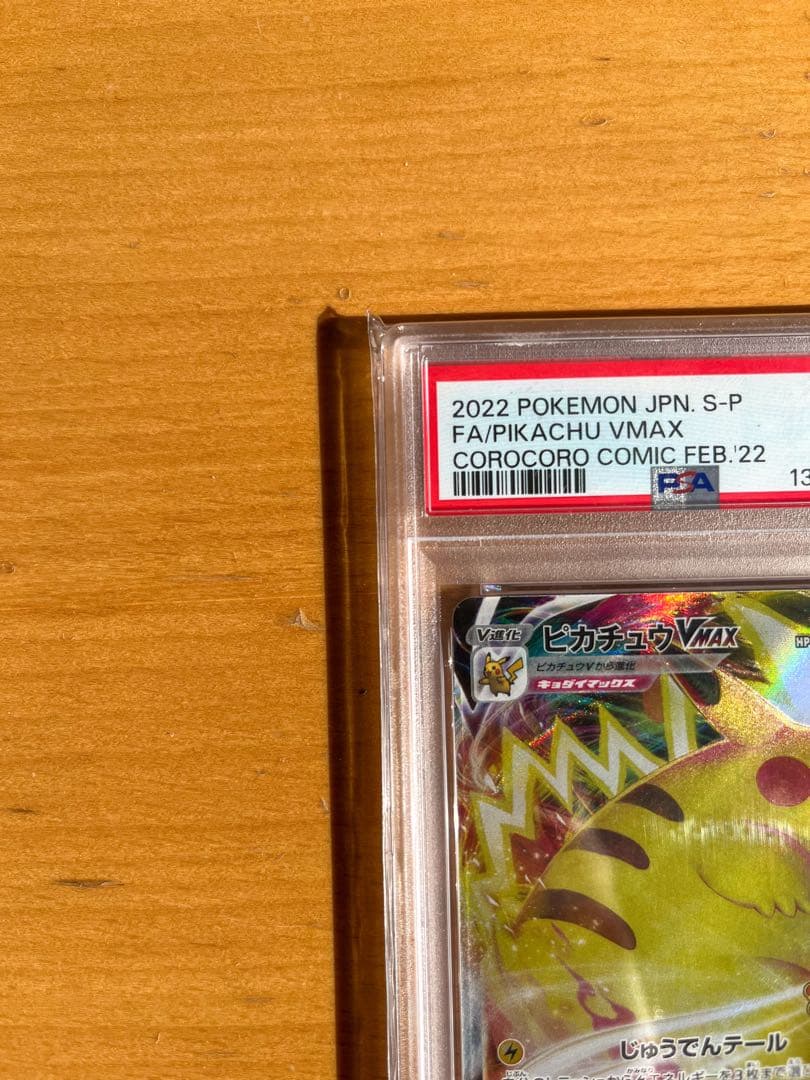 2022 POKEMON JPN. S-P
FA/PIKACHU VMAX
COROCORO COMIC FEB.'22
PSA
13
V進化
ピカチュウVMAX
HP
ピカチュウVから進化
キョダイマックス
じゅうでんテール